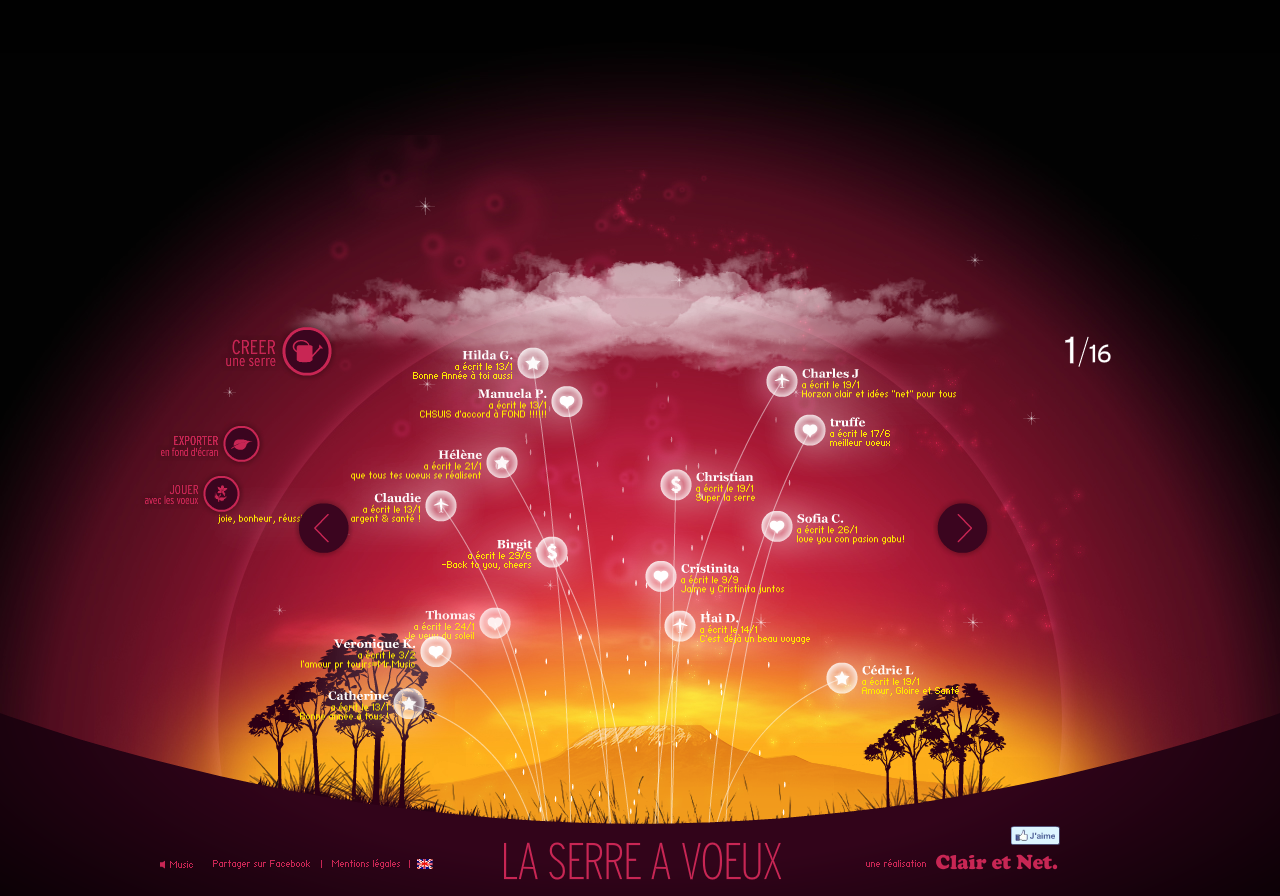 CREER
une serre
EXPORTER
en fond d'écran
JOUER
avec les voeux
1/16
Hilda G.
a écrit le 13/1
Bonne Année à toi aussi
Manuela P.
a écrit le 13/1
CHSUIS d'accord à FOND !!!!!!
Charles J
a écrit le 19/1
Horzon clair et idées "net" pour tous
truffe
a écrit le 17/6
meilleur voeux
Hélène
a écrit le 21/1
que tous tes voeux se réalisent
Christian
a écrit le 19/1
Super la serre
Claudie
a écrit le 13/1
joie, bonheur, argent & santé !
Sofia C.
a écrit le 26/1
love you con pasion gabu!
Birgit
a écrit le 29/6
-Back to you, cheers
Cristinita
a écrit le 9/9
Jaime y Cristinita juntos
Thomas
a écrit le 24/1
je veux du soleil
Hai D.
a écrit le 14/1
C'est déjà un beau voyage
Veronique K.
a écrit le 3/2
l'amour pr toujrs-Mr.Music
Cédric L
a écrit le 19/1
Amour, Gloire et Santé
Catherine
a écrit le 13/1
Bonne année à tous !
J'aime
Music
Partager sur Facebook | Mentions légales |
LA SERRE A VOEUX
une réalisation Clair et Net.